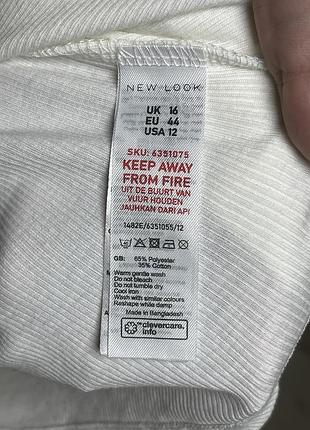 NEW LOOK
UK 16
EU 44
USA 12
SKU: 6351075
KEEP AWAY
FROM FIRE
UIT DE BUURT VAN
VUUR HOUDEN
JAUHKAN DARI API
1482E/6351055/12
GB: 65% Polyester
35% Cotton
Warm gentle wash
Do not bleach
Do not tumble dry
Cool iron
Wash with similar colours
Reshape while damp
Made in Bangladesh
clevercare.
info